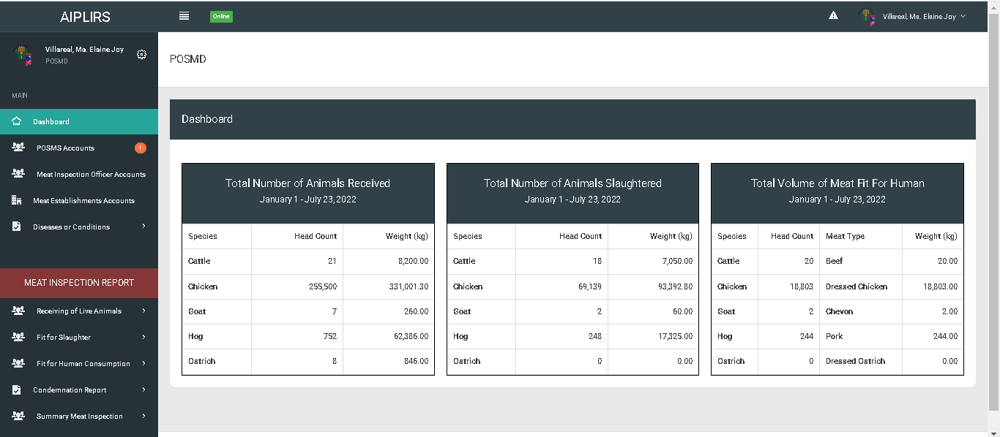 AIPLIRS
Online
Villareal, Ma. Elaine Joy
Villareal, Ma. Elaine Joy
POSMD
MAIN
Dashboard
POSMS Accounts 1
Meat Inspection Officer Accounts
Meat Establishments Accounts
Diseases or Conditions
MEAT INSPECTION REPORT
Receiving of Live Animals
Fit for Slaughter
Fit for Human Consumption
Condemnation Report
Summary Meat Inspection
POSMD
Dashboard
Total Number of Animals Received
January 1 - July 23, 2022
Species Head Count Weight (kg)
Cattle 21 8,200.00
Chicken 255,500 331,001.30
Goat 7 260.00
Hog 752 62,386.00
Ostrich 8 846.00
Total Number of Animals Slaughtered
January 1 - July 23, 2022
Species Head Count Weight (kg)
Cattle 18 7,050.00
Chicken 69,139 93,392.80
Goat 2 60.00
Hog 248 17,325.00
Ostrich 0 0.00
Total Volume of Meat Fit For Human
January 1 - July 23, 2022
Species Head Count Meat Type Weight (kg)
Cattle 20 Beef 20.00
Chicken 18,803 Dressed Chicken 18,803.00
Goat 2 Chevon 2.00
Hog 244 Pork 244.00
Ostrich 0 Dressed Ostrich 0.00